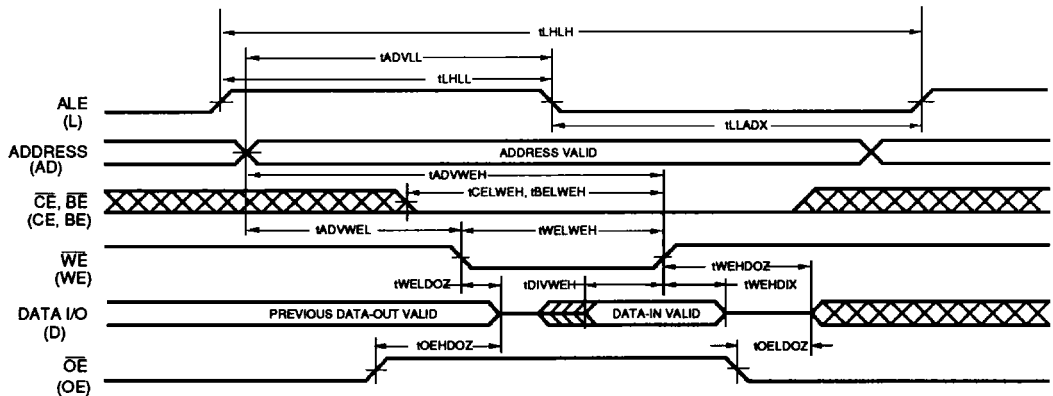 tLHLH
tADVLL
tLHLL
ALE
(L)
tLLADX
ADDRESS
(AD)
ADDRESS VALID
tADVWEH
CE, BE
(CE, BE)
tCELWEH, tBELWEH
tADVWEL
tWELWEH
WE
(WE)
tWEHDOZ
tWELDOZ
tDIVWEH
tWEHDIX
DATA I/O
(D)
PREVIOUS DATA-OUT VALID
DATA-IN VALID
tOEHDOZ
tOELDOZ
OE
(OE)